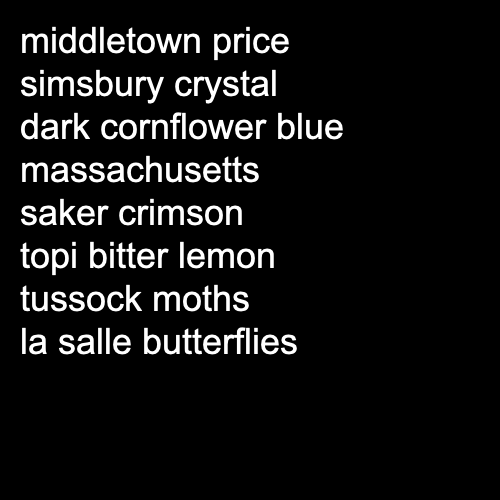 middletown price
simsbury crystal
dark cornflower blue
massachusetts
saker crimson
topi bitter lemon
tussock moths
la salle butterflies